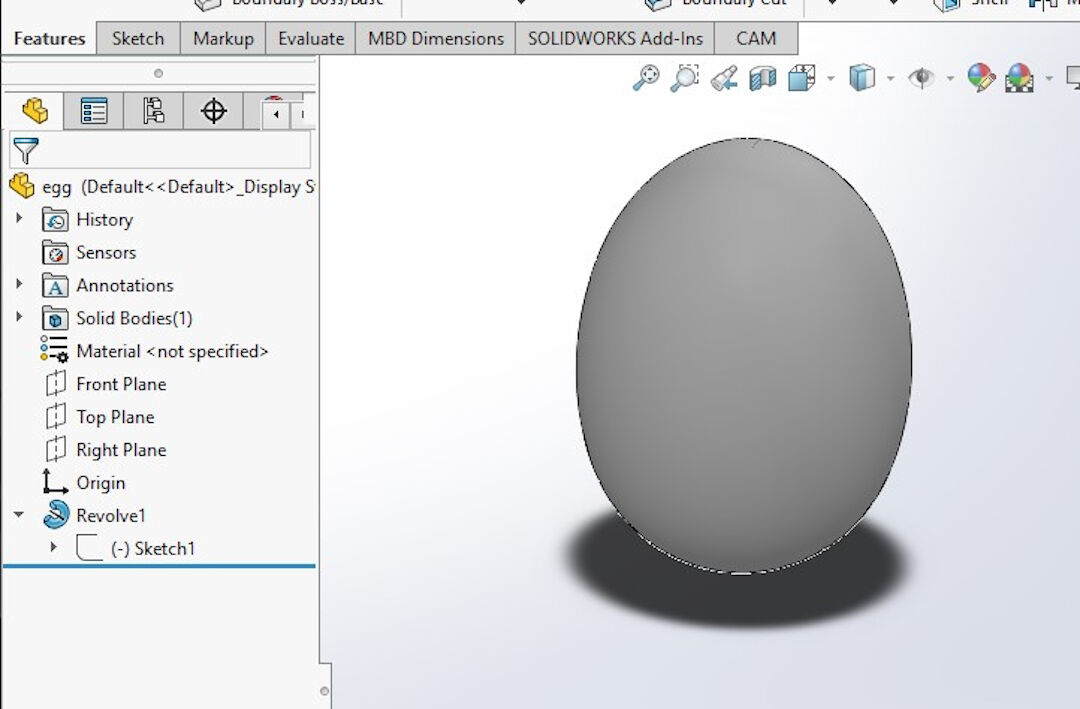 Boundary Boss/Base Boundary Cut Shell
Features Sketch Markup Evaluate MBD Dimensions SOLIDWORKS Add-Ins CAM
egg (Default<<Default>_Display S
History
Sensors
Annotations
Solid Bodies(1)
Material <not specified>
Front Plane
Top Plane
Right Plane
Origin
Revolve1
(-) Sketch1